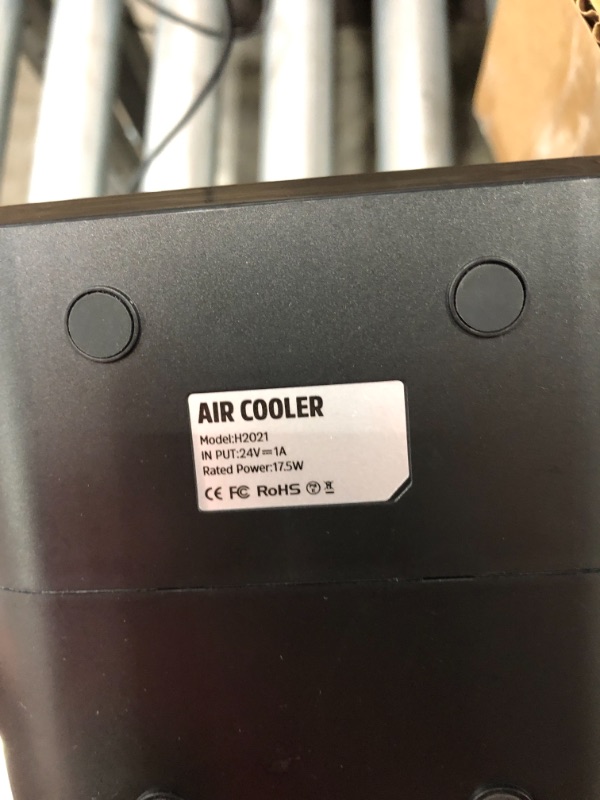 AIR COOLER
Model:H2021
IN PUT:24V⎓1A
Rated Power:17.5W
CE FC RoHS